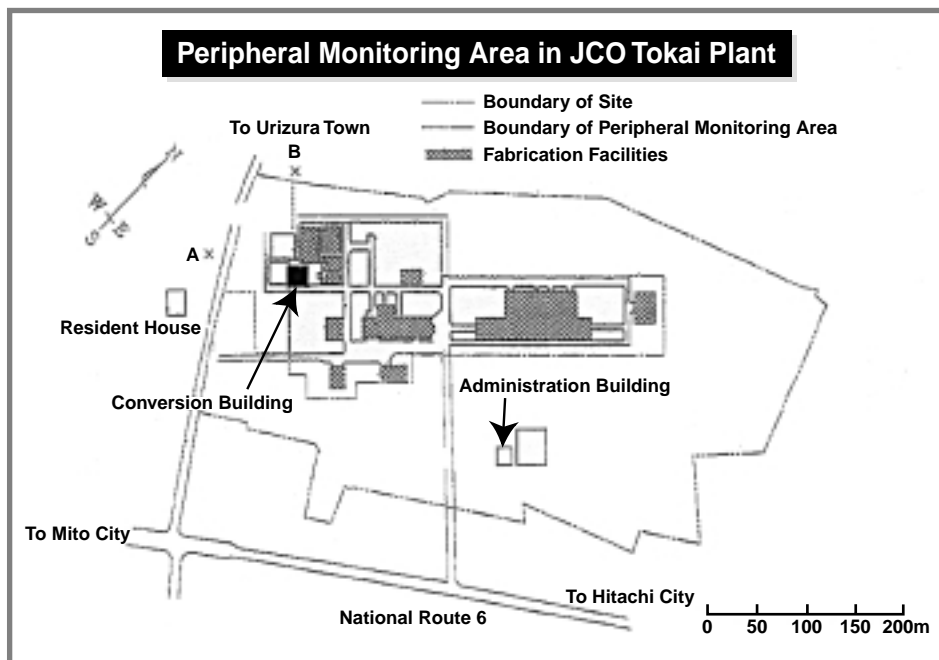 Peripheral Monitoring Area in JCO Tokai Plant
Boundary of Site
Boundary of Peripheral Monitoring Area
Fabrication Facilities
To Urizura Town
B
N
W
E
S
A
Resident House
Conversion Building
Administration Building
To Mito City
To Hitachi City
National Route 6
0 50 100 150 200m